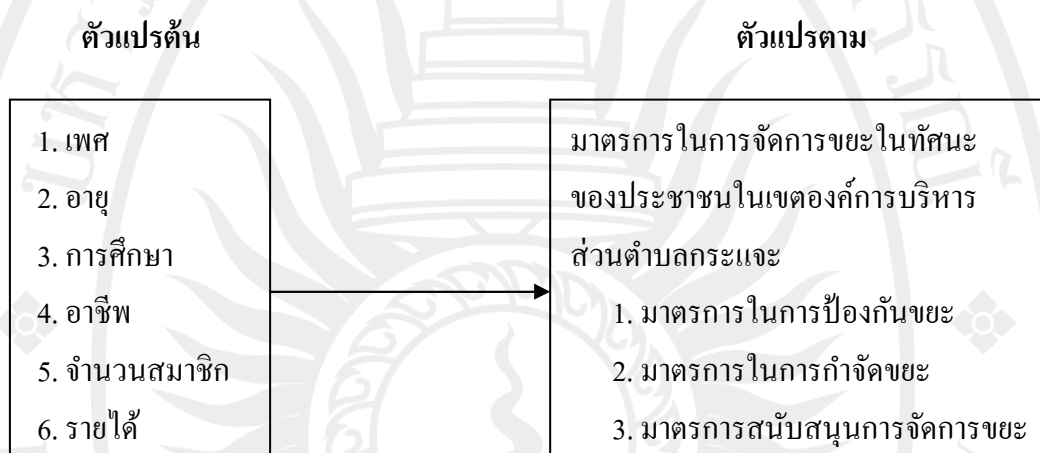 ตัวแปรต้น
ตัวแปรตาม
1. เพศ
2. อายุ
3. การศึกษา
4. อาชีพ
5. จำนวนสมาชิก
6. รายได้
มาตรการในการจัดการขยะในทัศนะ
ของประชาชนในเขตองค์การบริหาร
ส่วนตำบลกระแจะ
1. มาตรการในการป้องกันขยะ
2. มาตรการในการกำจัดขยะ
3. มาตรการสนับสนุนการจัดการขยะ